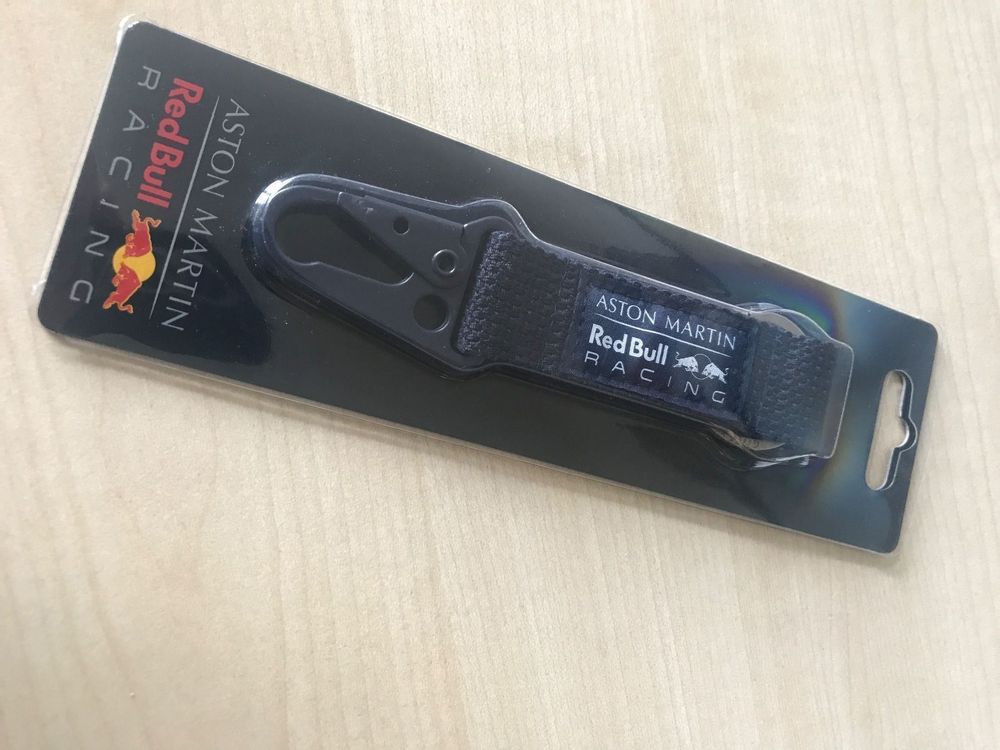 ASTON MARTIN
Red Bull
RACING
ASTON MARTIN
Red Bull
RACING